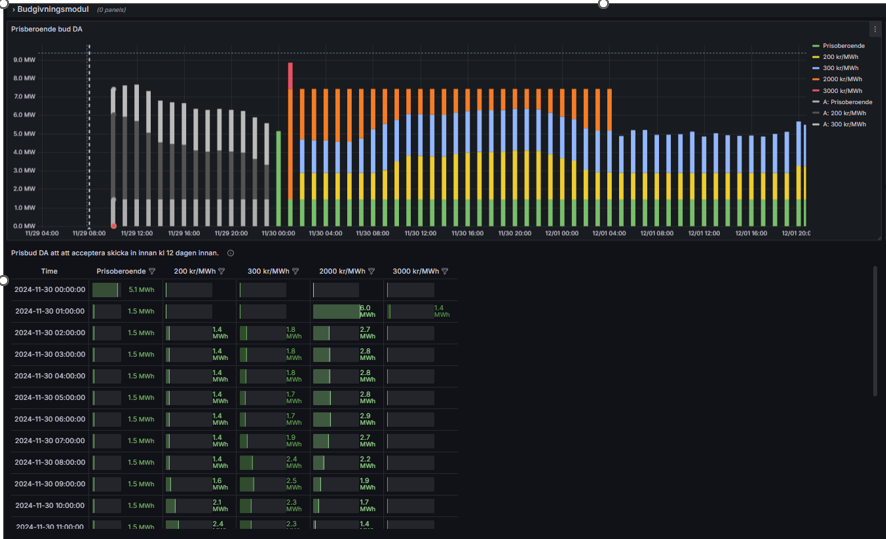 › Budgivningsmodul (0 panels)
Prisberoende bud DA
9.0 MW
8.0 MW
7.0 MW
6.0 MW
5.0 MW
4.0 MW
3.0 MW
2.0 MW
1.0 MW
0.0 MW
11/29 04:00 11/29 08:00 11/29 12:00 11/29 16:00 11/29 20:00 11/30 00:00 11/30 04:00 11/30 08:00 11/30 12:00 11/30 16:00 11/30 20:00 12/01 00:00 12/01 04:00 12/01 08:00 12/01 12:00 12/01 16:00 12/01 20:0
Prisoberoende
200 kr/MWh
300 kr/MWh
2000 kr/MWh
3000 kr/MWh
A: Prisoberoende
A: 200 kr/MWh
A: 300 kr/MWh
Prisbud DA att att acceptera skicka in innan kl 12 dagen innan.
Time Prisoberoende 200 kr/MWh 300 kr/MWh 2000 kr/MWh 3000 kr/MWh
2024-11-30 00:00:00 5.1 MWh
2024-11-30 01:00:00 1.5 MWh 6.0 MWh 1.4 MWh
2024-11-30 02:00:00 1.5 MWh 1.4 MWh 1.8 MWh 2.7 MWh
2024-11-30 03:00:00 1.5 MWh 1.4 MWh 1.8 MWh 2.8 MWh
2024-11-30 04:00:00 1.5 MWh 1.4 MWh 1.8 MWh 2.8 MWh
2024-11-30 05:00:00 1.5 MWh 1.4 MWh 1.7 MWh 2.8 MWh
2024-11-30 06:00:00 1.5 MWh 1.4 MWh 1.7 MWh 2.9 MWh
2024-11-30 07:00:00 1.5 MWh 1.4 MWh 1.9 MWh 2.7 MWh
2024-11-30 08:00:00 1.5 MWh 1.4 MWh 2.4 MWh 2.2 MWh
2024-11-30 09:00:00 1.5 MWh 1.6 MWh 2.5 MWh 1.9 MWh
2024-11-30 10:00:00 1.5 MWh 2.1 MWh 2.3 MWh 1.7 MWh
2024-11-30 11:00:00 1.5 MWh 2.4 MWh 2.3 MWh 1.4 MWh